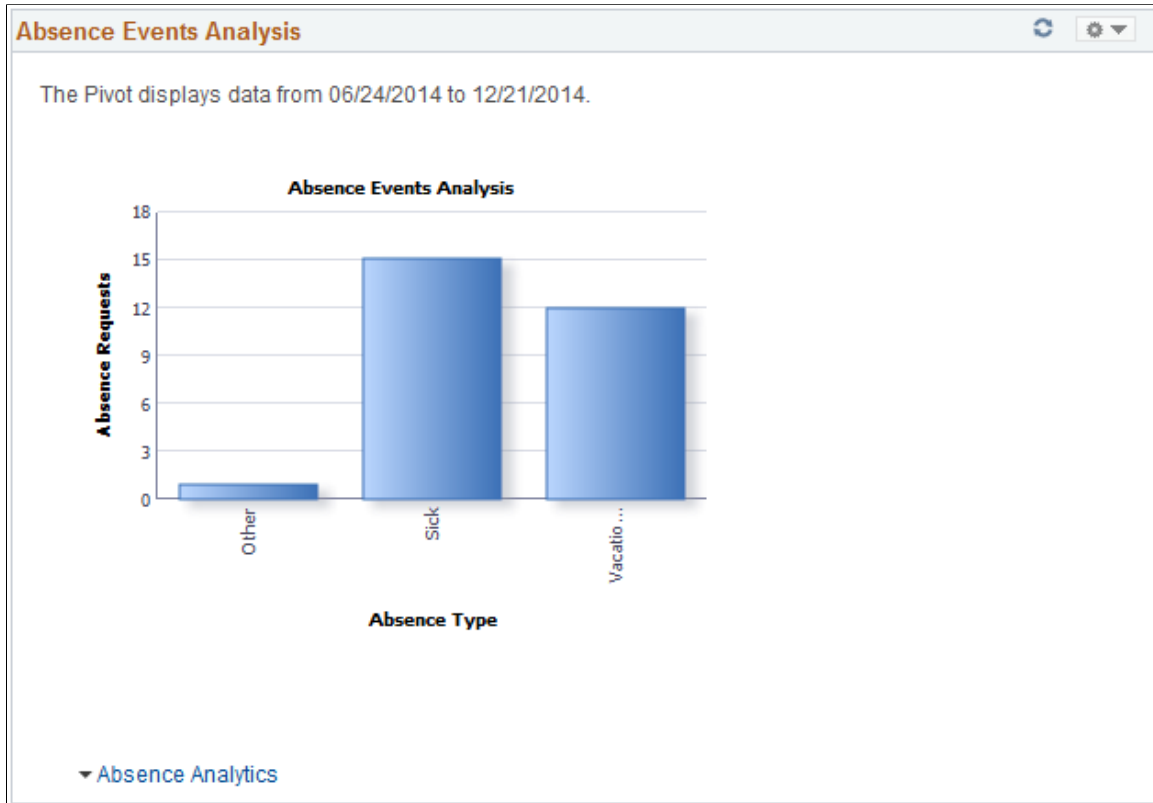 Absence Events Analysis
The Pivot displays data from 06/24/2014 to 12/21/2014.
Absence Events Analysis
18
15
12
9
6
3
0
Absence Requests
Other
Sick
Vacatio ...
Absence Type
Absence Analytics